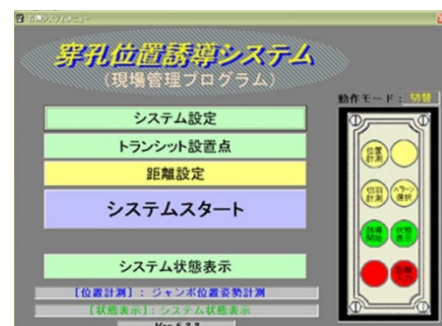 穿孔位置誘導システム
(現場管理プログラム)
動作モード: 切替
システム設定
トランシット設置点
距離設定
システムスタート
システム状態表示
[位置計測]: ジャンボ位置姿勢計測
[状態表示]: システム状態表示
位置計測
切羽計測
パターン選択
誘導開始
状態表示